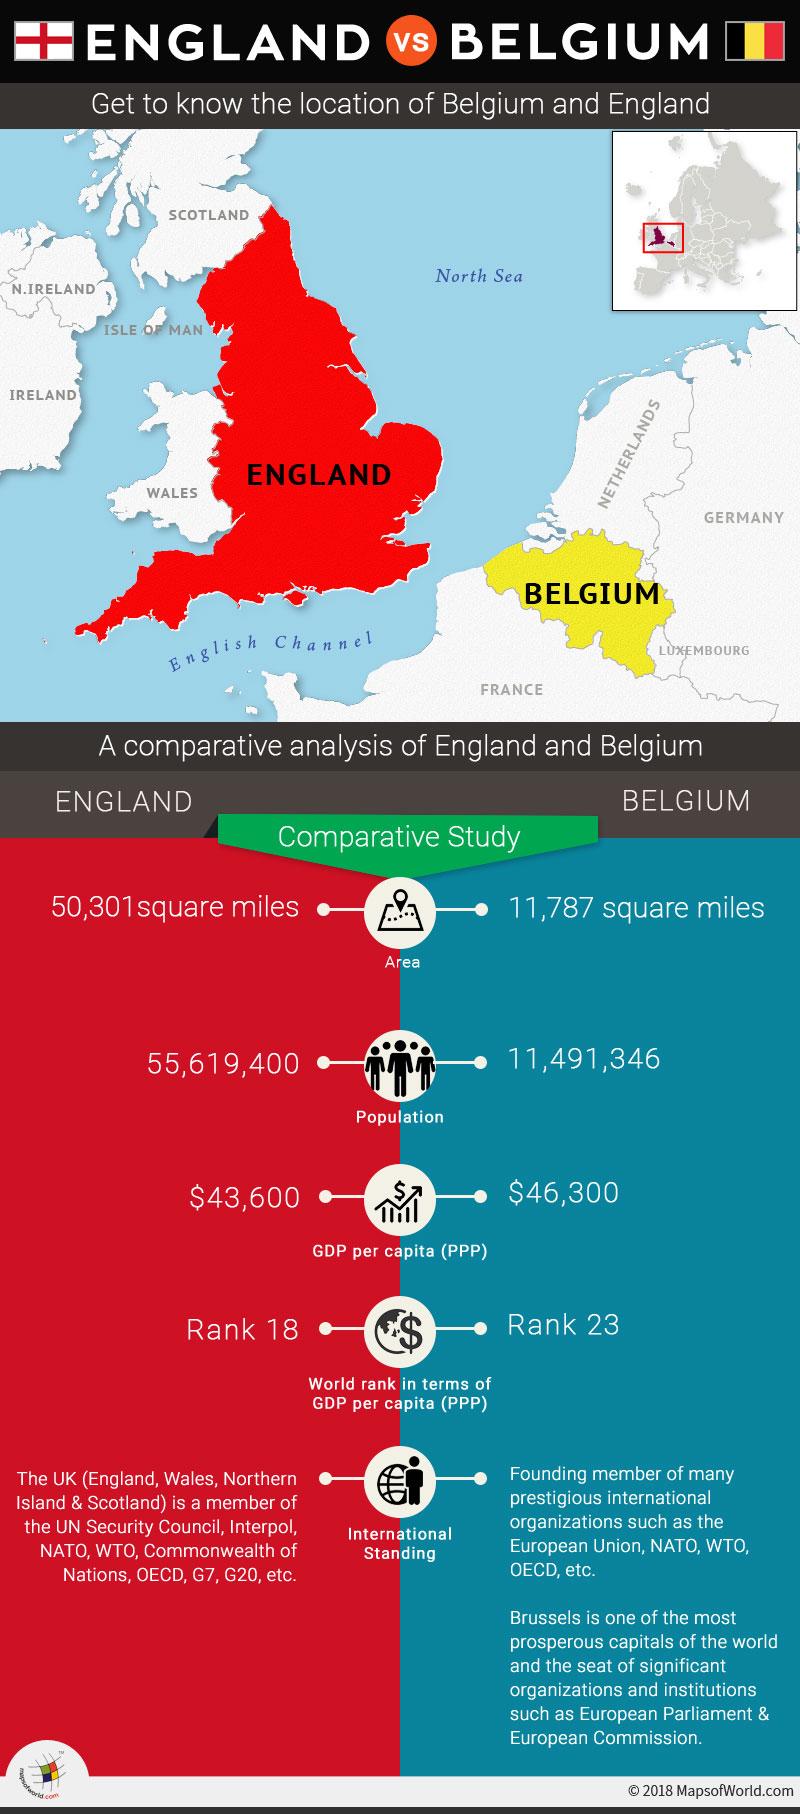 ENGLAND VS BELGIUM
Get to know the location of Belgium and England
SCOTLAND
North Sea
N.IRELAND
ISLE OF MAN
IRELAND
NETHERLANDS
ENGLAND
WALES
GERMANY
BELGIUM
English Channel
LUXEMBOURG
FRANCE
A comparative analysis of England and Belgium
ENGLAND
BELGIUM
Comparative Study
50,301square miles
11,787 square miles
Area
55,619,400
11,491,346
Population
$43,600
$46,300
GDP per capita (PPP)
Rank 18
Rank 23
World rank in terms of
GDP per capita (PPP)
The UK (England, Wales, Northern
Island & Scotland) is a member of
the UN Security Council, Interpol,
NATO, WTO, Commonwealth of
Nations, OECD, G7, G20, etc.
International
Standing
Founding member of many
prestigious international
organizations such as the
European Union, NATO, WTO,
OECD, etc.
Brussels is one of the most
prosperous capitals of the world
and the seat of significant
organizations and institutions
such as European Parliament &
European Commission.
mapsofworld.com
TM
© 2018 MapsofWorld.com